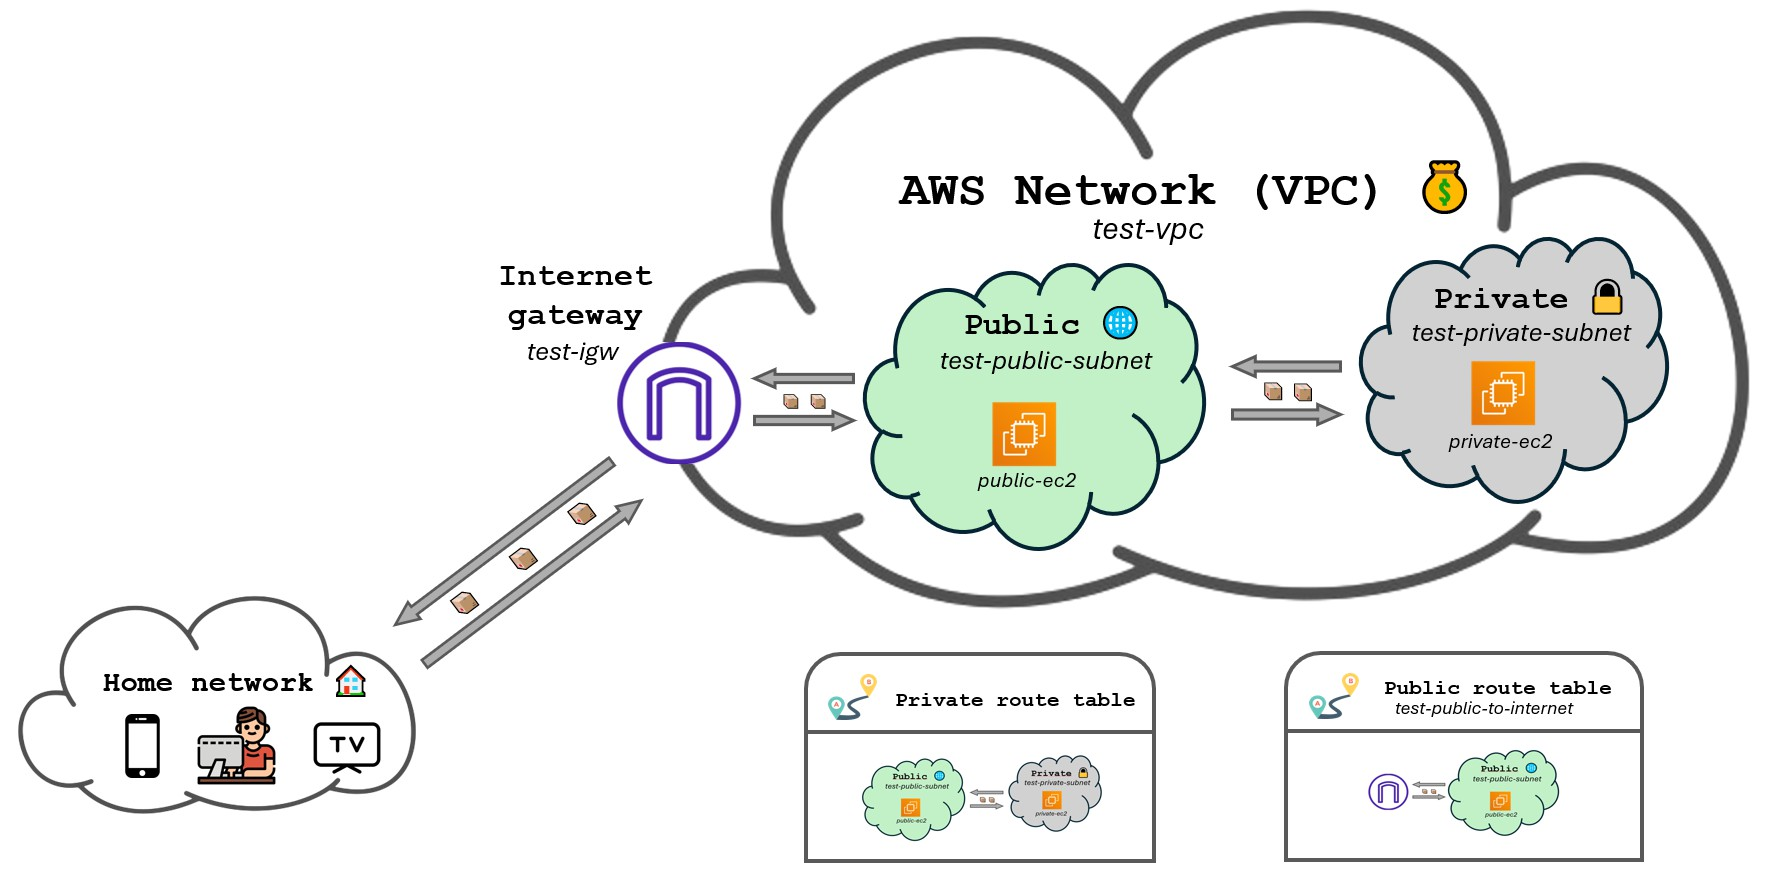 AWS Network (VPC)
test-vpc
Internet
gateway
test-igw
Public
test-public-subnet
public-ec2
Private
test-private-subnet
private-ec2
Home network
TV
Private route table
A
B
Public
test-public-subnet
public-ec2
Private
test-private-subnet
private-ec2
Public route table
test-public-to-internet
A
B
Public
test-public-subnet
public-ec2